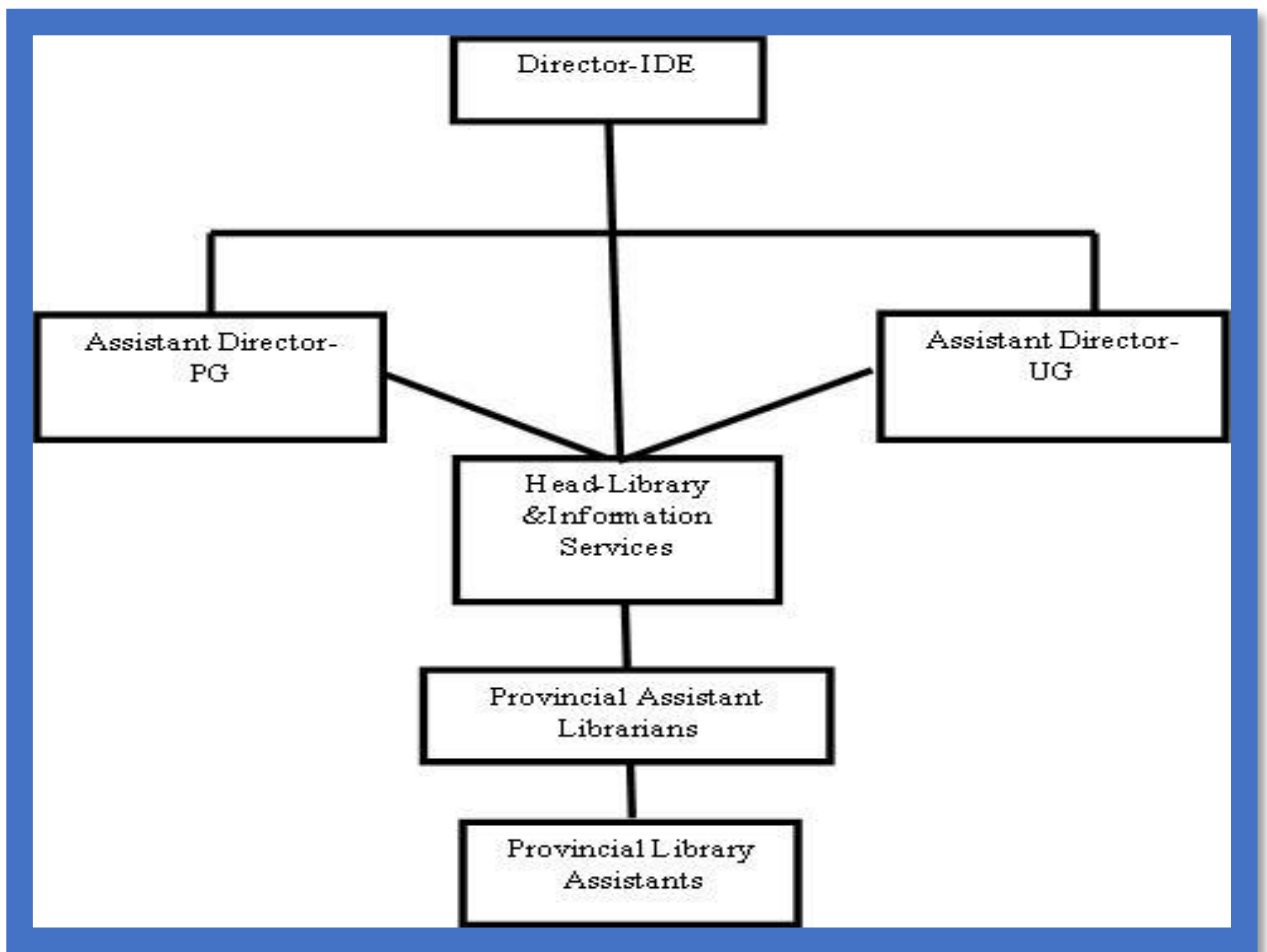 Director-IDE
Assistant Director-
PG
Assistant Director-
UG
Head-Library
&Information
Services
Provincial Assistant
Librarians
Provincial Library
Assistants